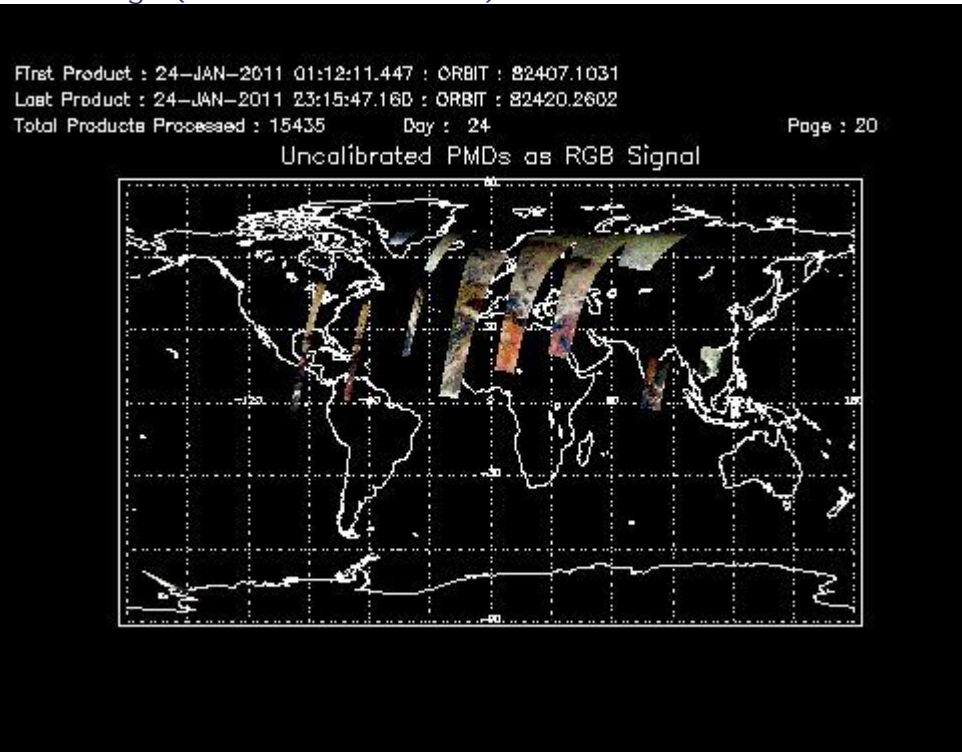 First Product : 24-JAN-2011 01:12:11.447 : ORBIT : 82407.1031
Last Product : 24-JAN-2011 23:15:47.160 : ORBIT : 82420.2602
Total Products Processed : 15435 Day : 24 Page : 20
Uncalibrated PMDs as RGB Signal
-120